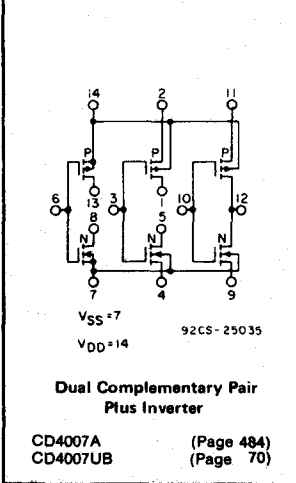 14 2 11
P P P
6 13 3 1 10 12
8 5
N N N
7 4 9
VSS=7
92CS-25035
VDD=14
Dual Complementary Pair
Plus Inverter
CD4007A (Page 484)
CD4007UB (Page 70)